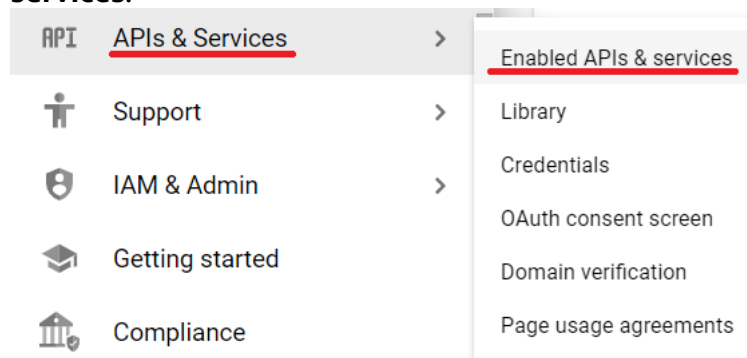 services.
API APIs & Services
Support
IAM & Admin
Getting started
Compliance
Enabled APIs & services
Library
Credentials
OAuth consent screen
Domain verification
Page usage agreements